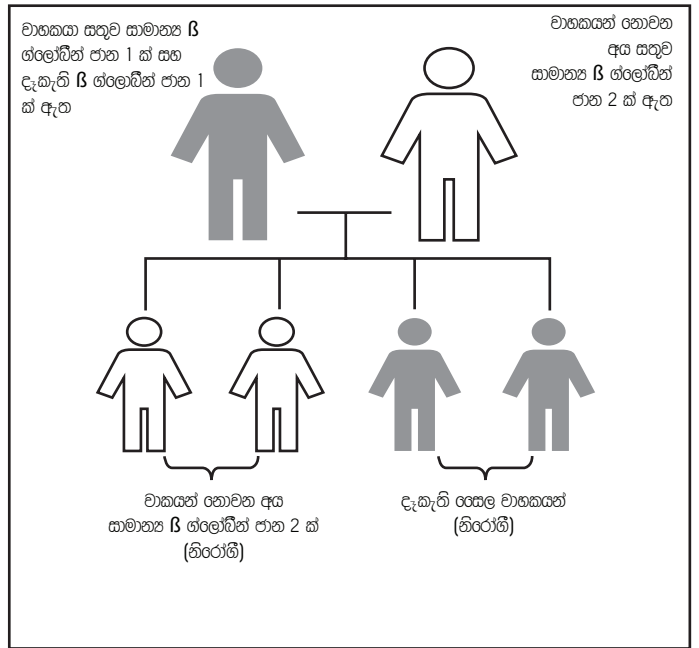 වාහකයා සතුව සාමාන්‍ය ß
ග්ලෝබීන් ජාන 1 ක් සහ
දෑකැති ß ග්ලෝබීන් ජාන 1
ක් ඇත
වාහකයන් නොවන
අය සතුව
සාමාන්‍ය ß ග්ලෝබීන්
ජාන 2 ක් ඇත
වාකයන් නොවන අය
සාමාන්‍ය ß ග්ලෝබීන් ජාන 2 ක්
(නිරෝගී)
දෑකැති සෛල වාහකයන්
(නිරෝගී)